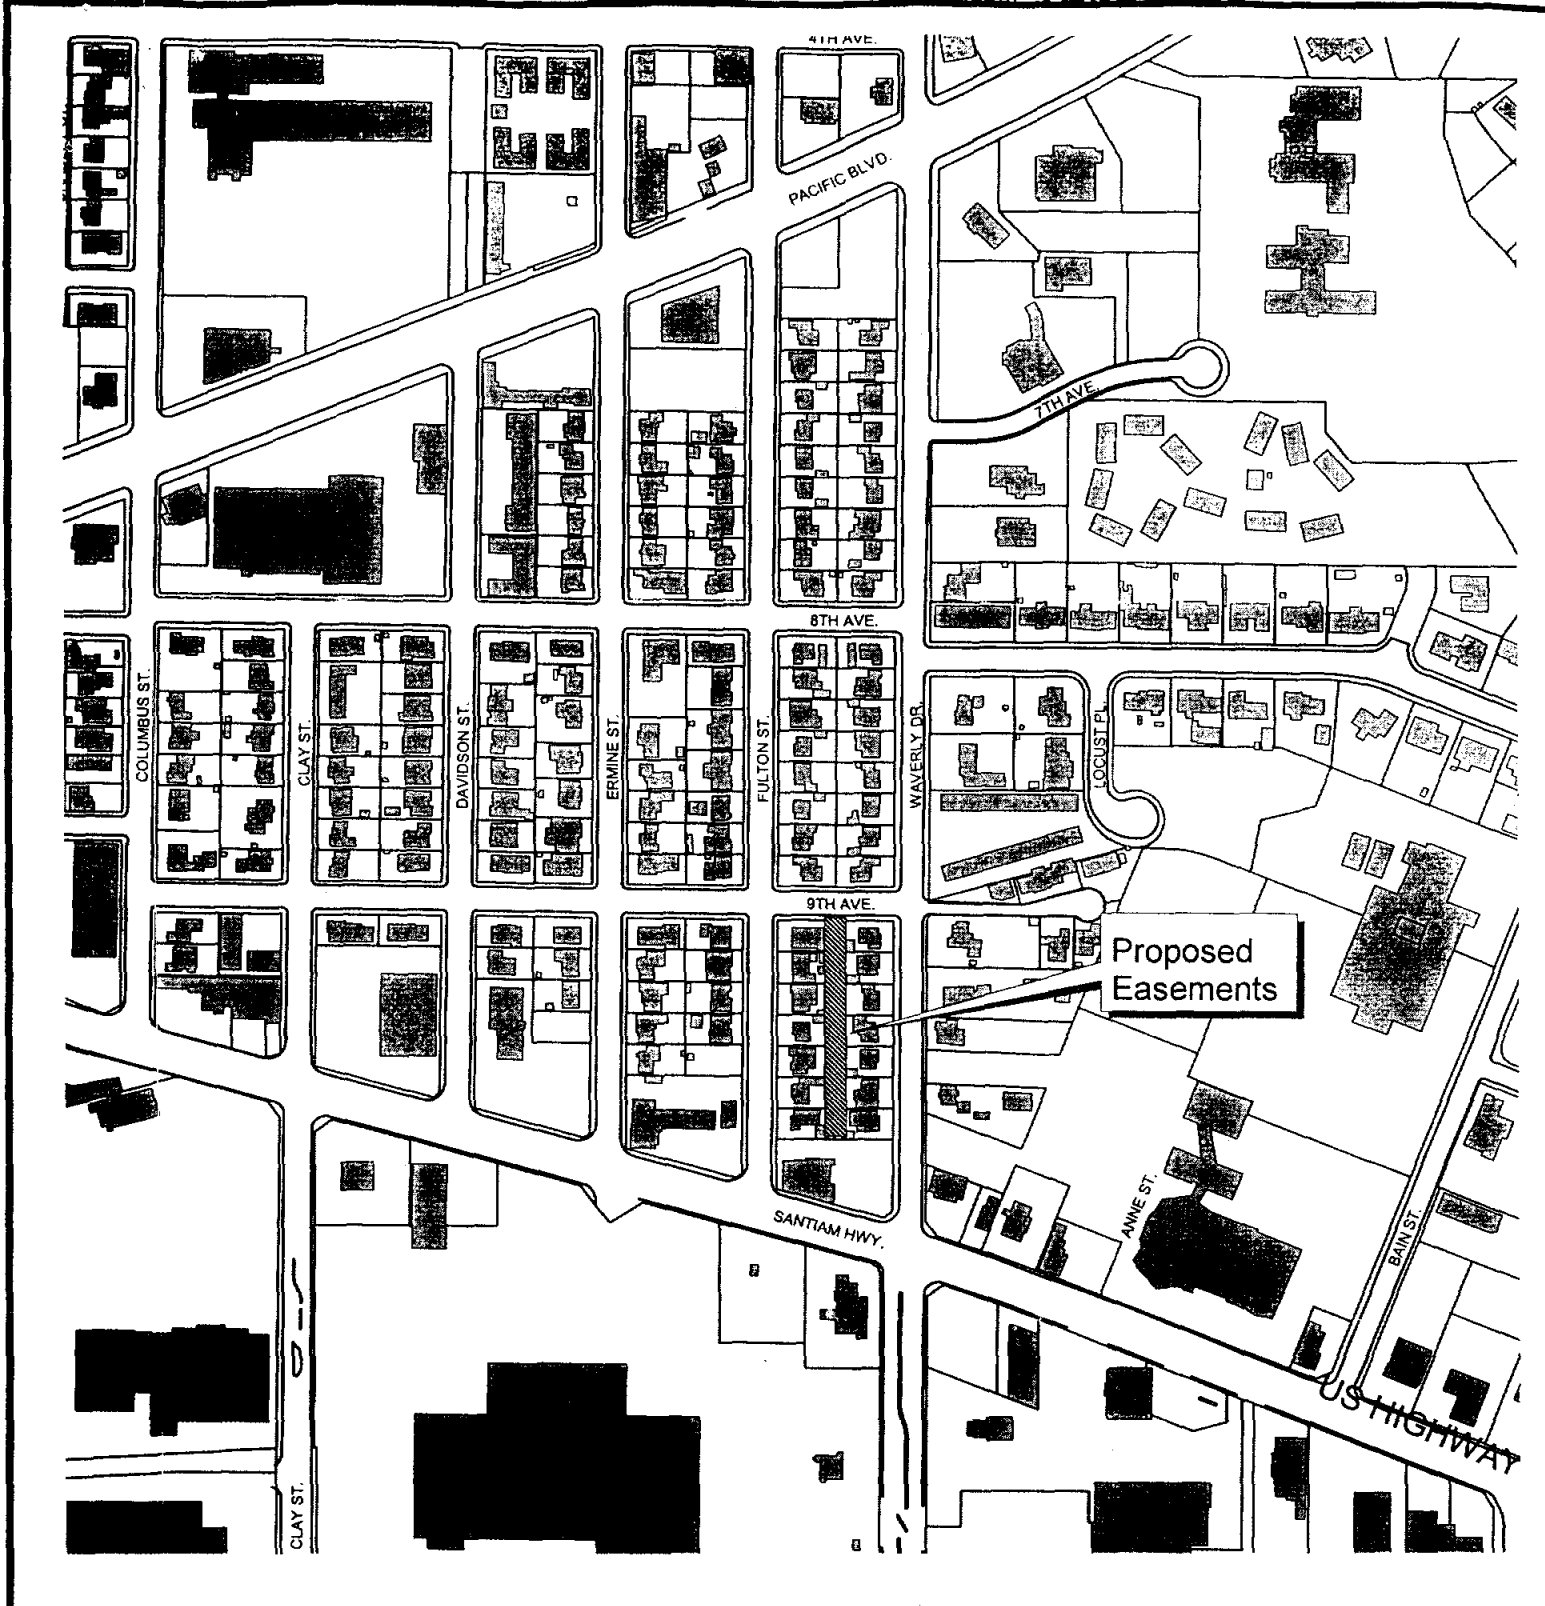 4TH AVE.
PACIFIC BLVD.
7TH AVE.
8TH AVE.
COLUMBUS ST.
CLAY ST.
DAVIDSON ST.
ERMINE ST.
FULTON ST.
WAVERLY DR.
LOCUST PL.
9TH AVE.
Proposed
Easements
ANNE ST.
SANTIAM HWY.
BAIN ST.
US HIGHWAY
CLAY ST.